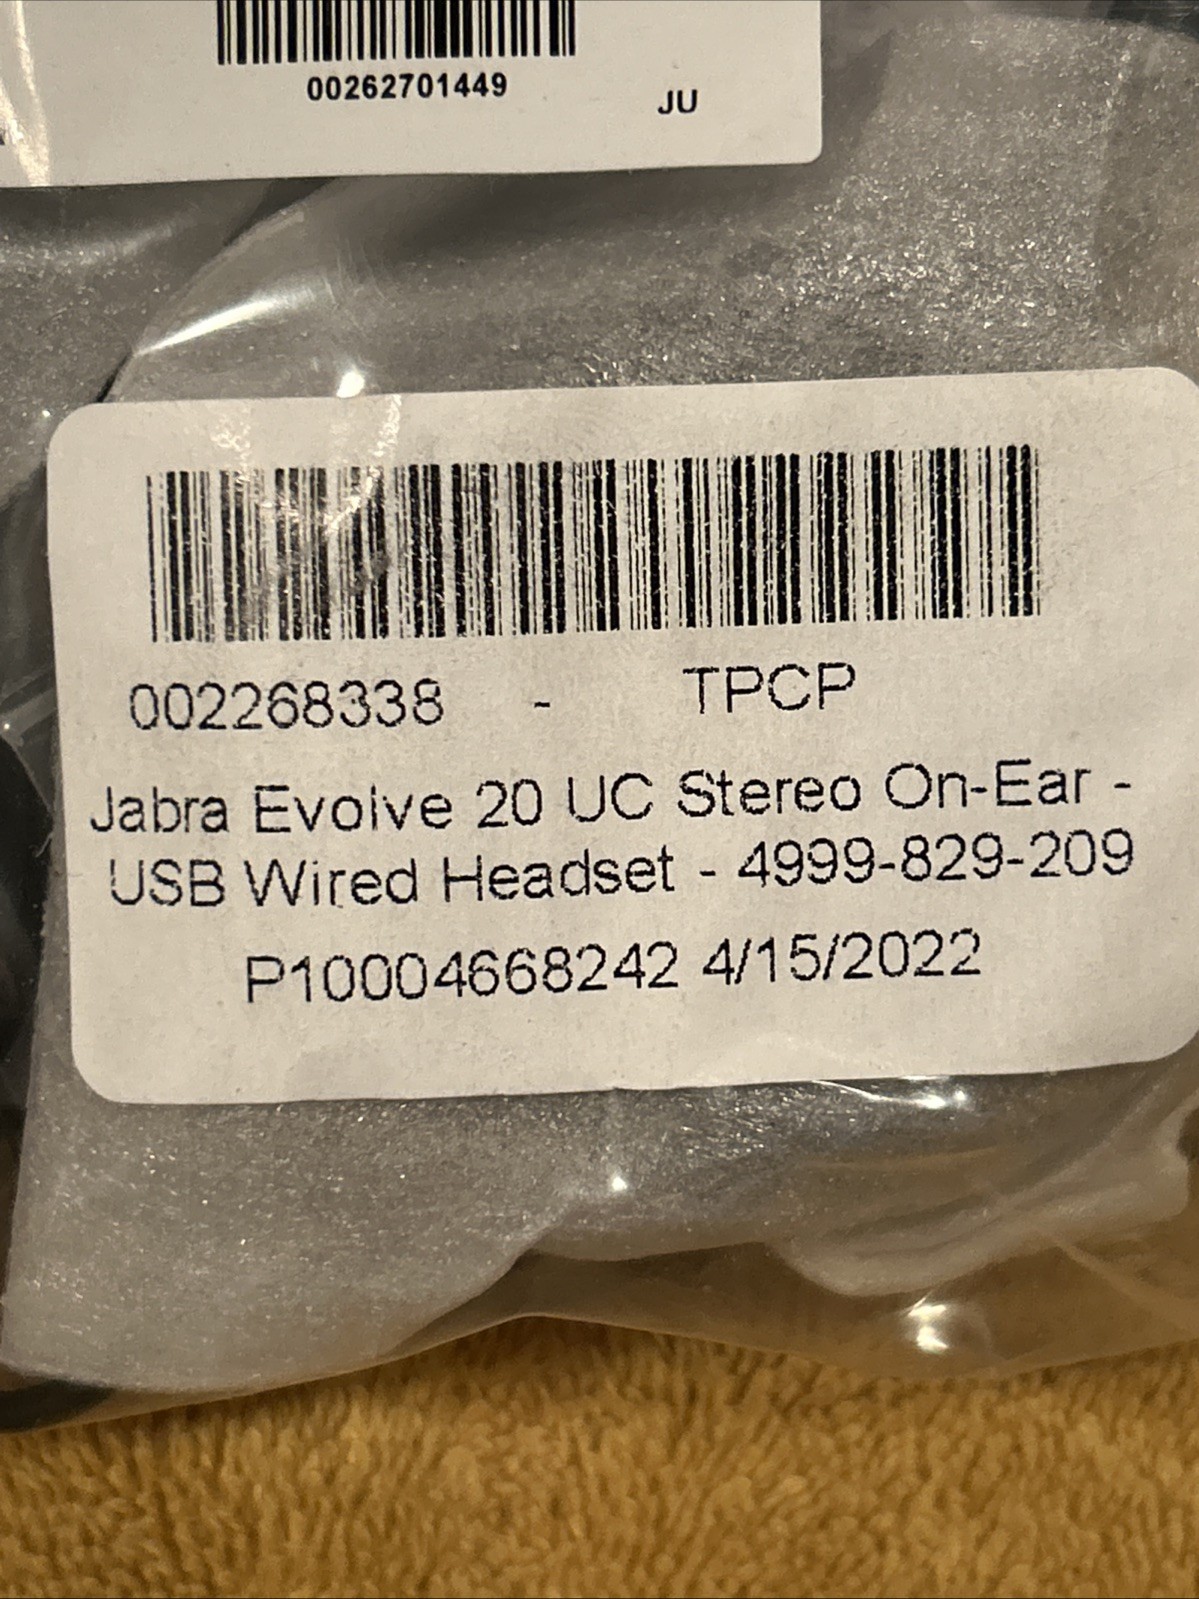 00262701449
JU
002268338 - TPCP
Jabra Evolve 20 UC Stereo On-Ear -
USB Wired Headset - 4999-829-209
P10004668242 4/15/2022